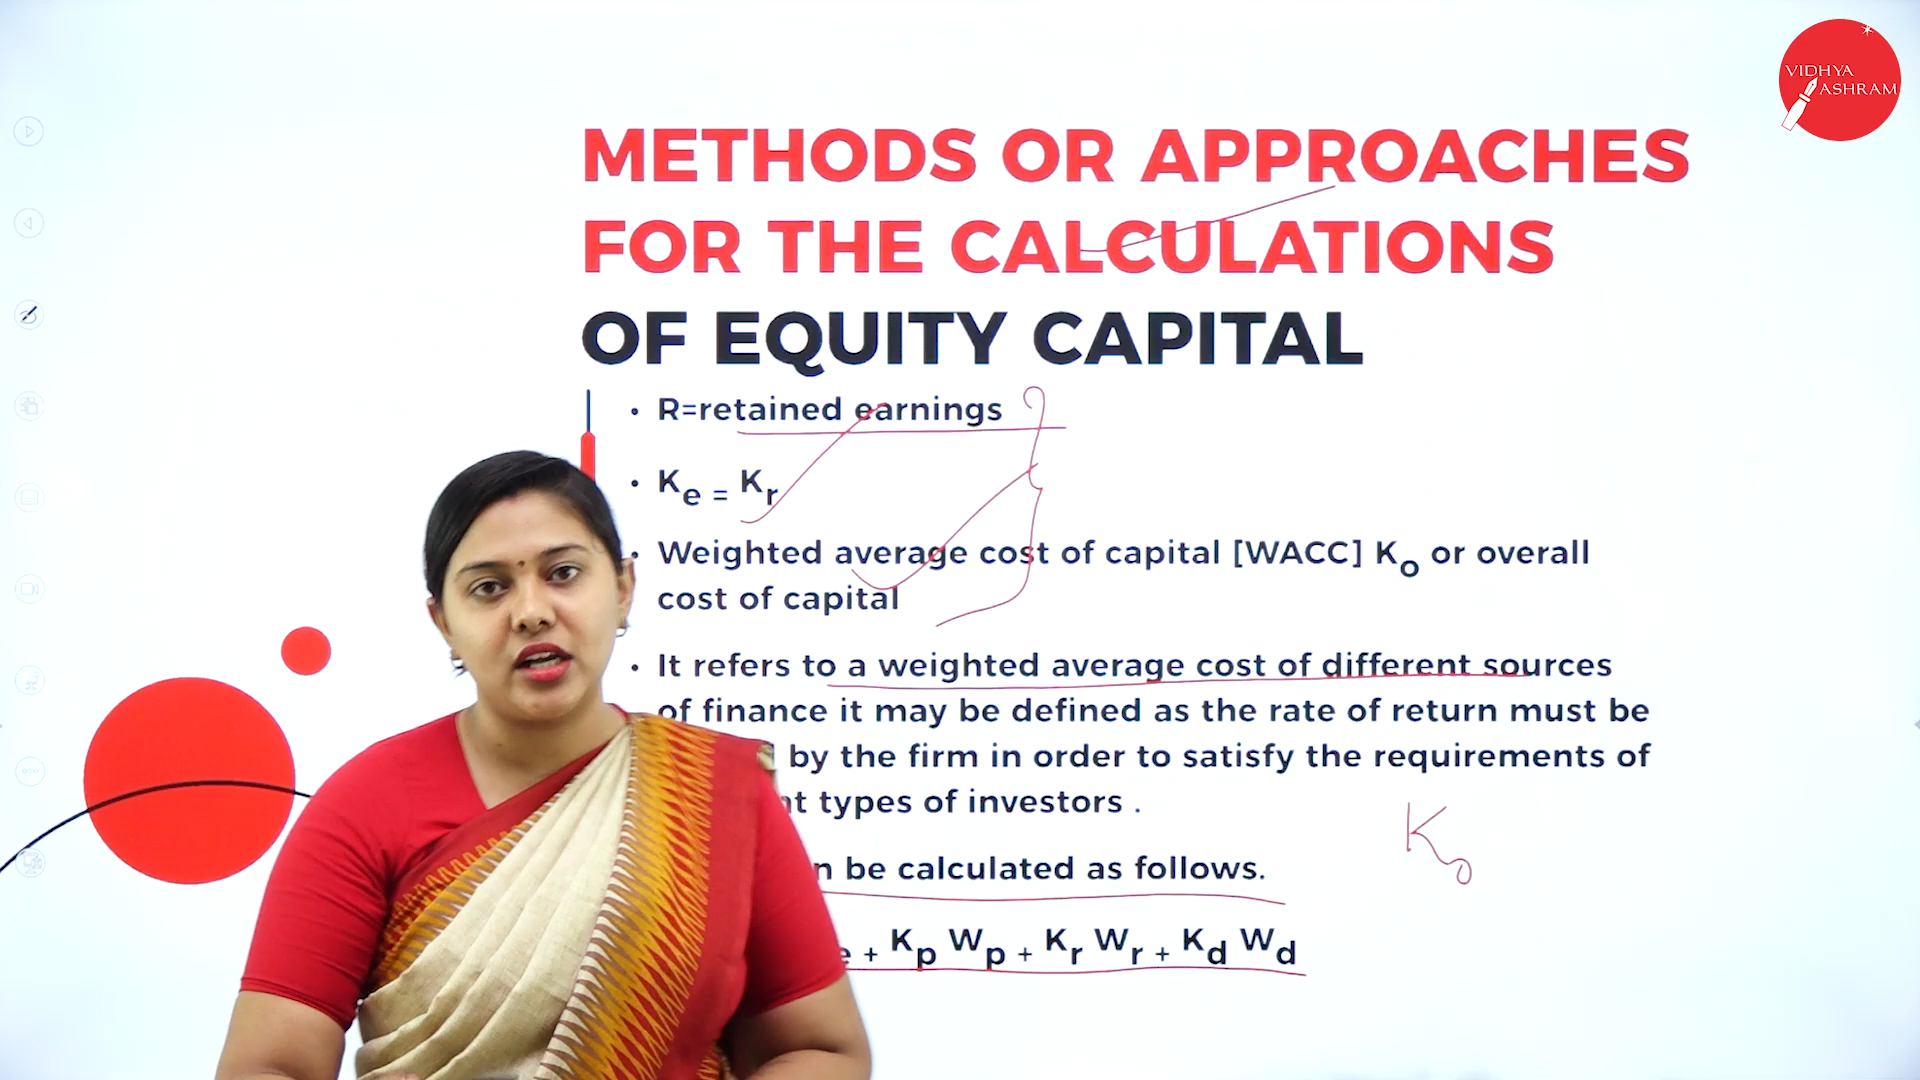 VIDHYA
ASHRAM
METHODS OR APPROACHES
FOR THE CALCULATIONS
OF EQUITY CAPITAL
• R=retained earnings
• Ke = Kr
• Weighted average cost of capital [WACC] Ko or overall
cost of capital
• It refers to a weighted average cost of different sources
of finance it may be defined as the rate of return must be
by the firm in order to satisfy the requirements of
types of investors .
be calculated as follows.
Ko
+ Kp Wp + Kr Wr + Kd Wd